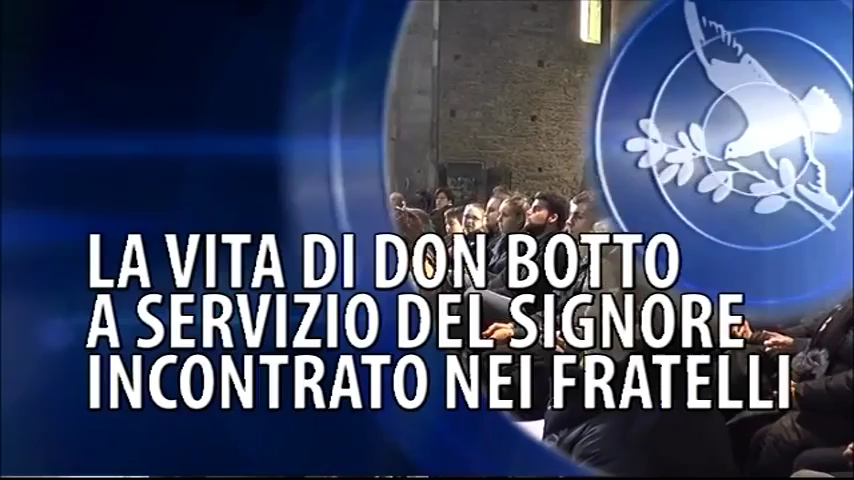 LA VITA DI DON BOTTO
A SERVIZIO DEL SIGNORE
INCONTRATO NEI FRATELLI